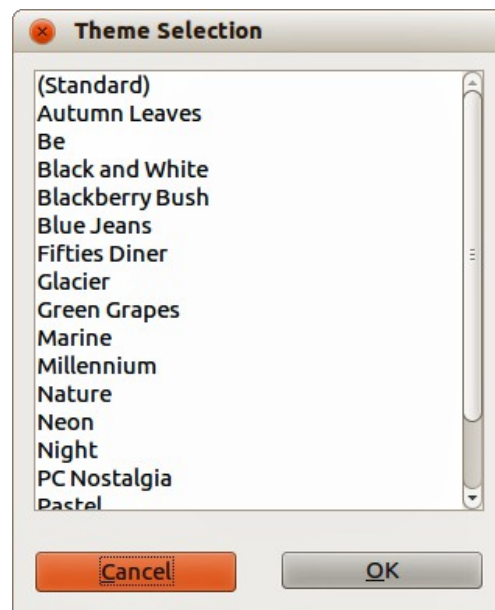 Theme Selection
(Standard)
Autumn Leaves
Be
Black and White
Blackberry Bush
Blue Jeans
Fifties Diner
Glacier
Green Grapes
Marine
Millennium
Nature
Neon
Night
PC Nostalgia
Pastel
Cancel
OK